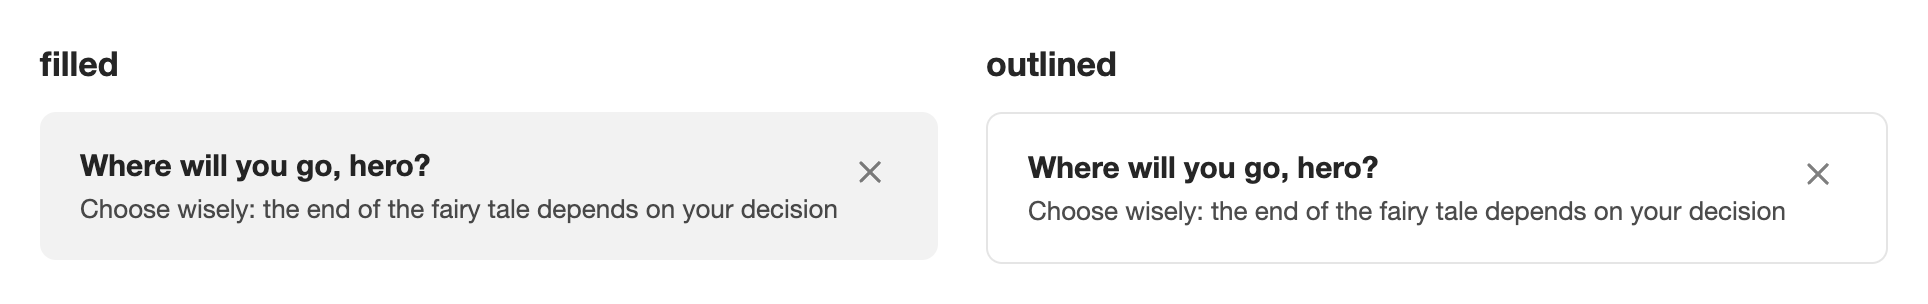 filled
Where will you go, hero?
Choose wisely: the end of the fairy tale depends on your decision
outlined
Where will you go, hero?
Choose wisely: the end of the fairy tale depends on your decision